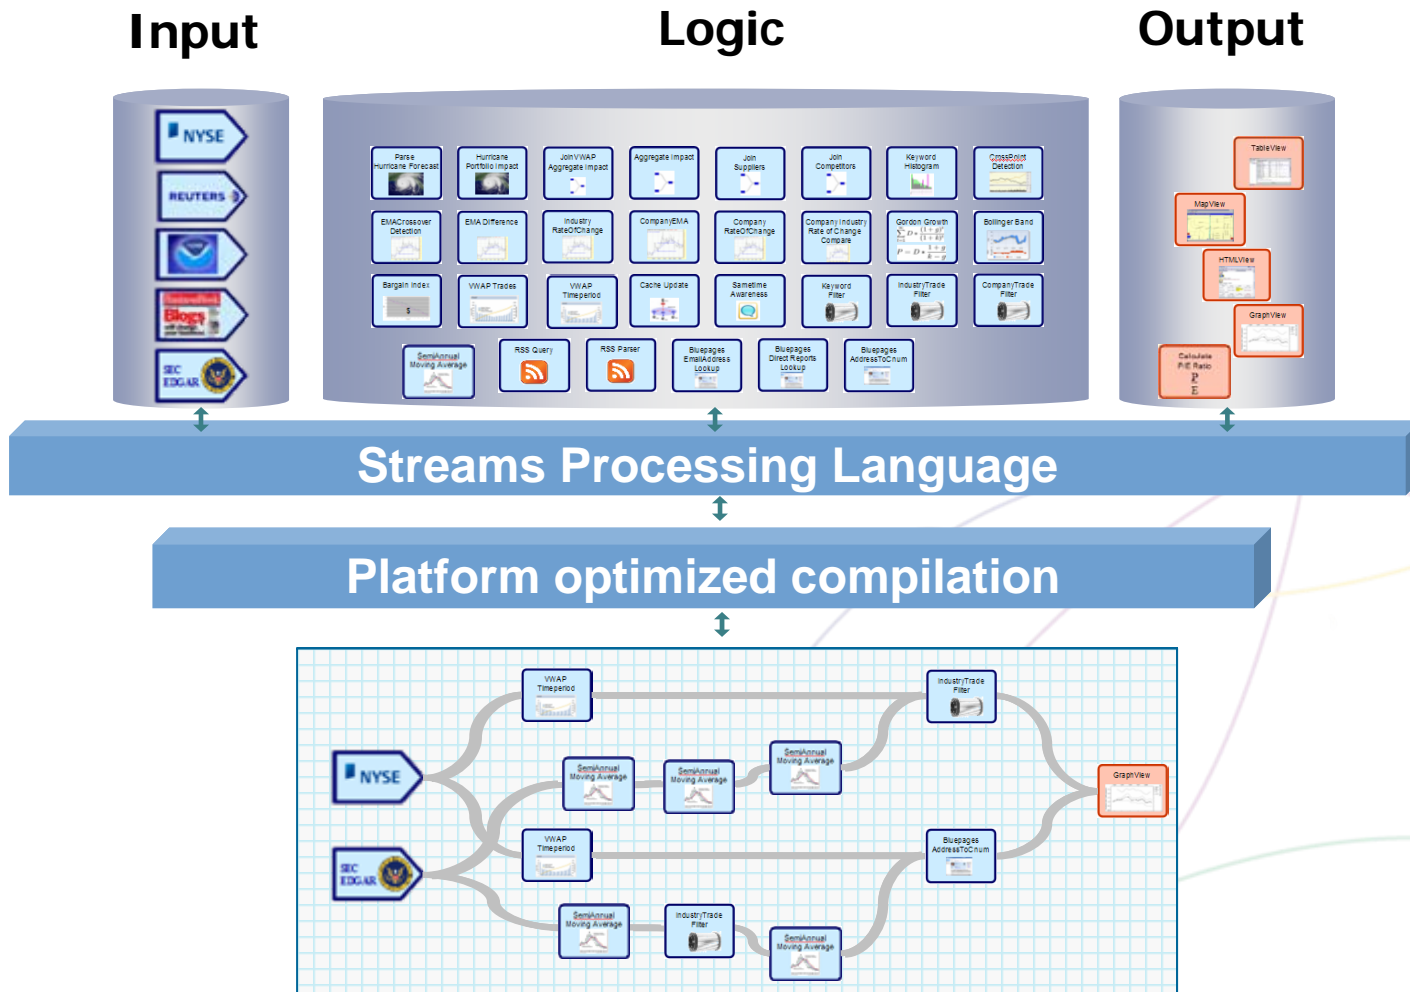 Input
Logic
Output
NYSE
REUTERS
Blogs
SEC
EDGAR
Parse
Hurricane Forecast
Hurricane
Portfolio Impact
JoinVWAP
Aggregate Impact
Aggregate Impact
Join
Suppliers
Join
Competitors
Keyword
Histogram
CrossPoint
Detection
EMACrossover
Detection
EMA Difference
Industry
RateOfChange
CompanyEMA
Company
RateOfChange
Company Industry
Rate of Change
Compare
Gordon Growth
Bollinger Band
Bargain Index
$
VWAP Trades
VWAP
Timeperiod
Cache Update
Sametime
Awareness
Keyword
Filter
IndustryTrade
Filter
CompanyTrade
Filter
SemiAnnual
Moving Average
RSS Query
RSS Parser
Bluepages
EmailAddress
Lookup
Bluepages
Direct Reports
Lookup
Bluepages
AddressToCnum
TableView
MapView
HTMLView
GraphView
Calculate
P/E Ratio
P
E
Streams Processing Language
Platform optimized compilation
NYSE
SEC
EDGAR
VWAP
Timeperiod
SemiAnnual
Moving Average
SemiAnnual
Moving Average
SemiAnnual
Moving Average
IndustryTrade
Filter
GraphView
VWAP
Timeperiod
Bluepages
AddressToCnum
SemiAnnual
Moving Average
IndustryTrade
Filter
SemiAnnual
Moving Average